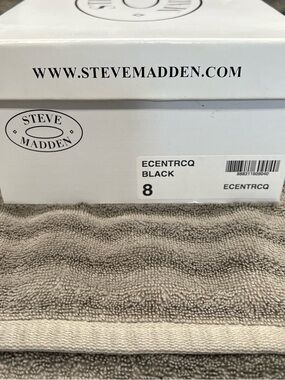 WWW.STEVEMADDEN.COM
STEVE
MADDEN
ECENTRCQ
BLACK
8
ECENTRCQ